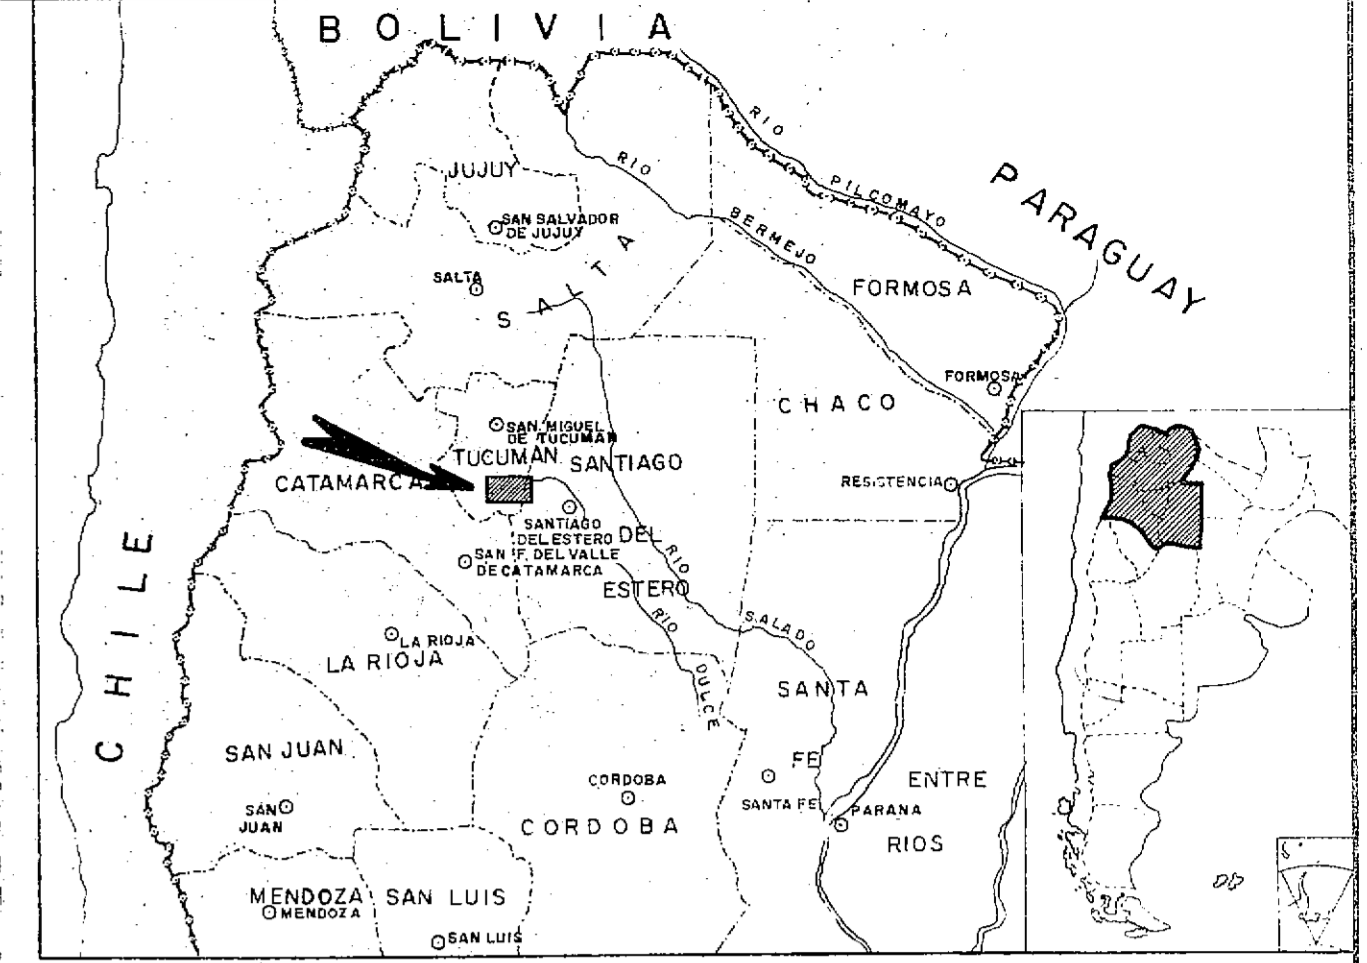 BOLIVIA
RIO
PILCOMAYO
PARAGUAY
JUJUY
RIO
BERMEJO
SAN SALVADOR
DE JUJUY
SALTA
SALTA
FORMOSA
FORMOSA
CHACO
SAN. MIGUEL
DE TUCUMAN
TUCUMAN
SANTIAGO
CATAMARCA
RESISTENCIA
SANTIAGO
DEL ESTERO
DEL
SAN F. DEL VALLE
DE CATAMARCA
RIO
ESTERO
CHILE
RIO
SALADO
LA RIOJA
LA RIOJA
DULCE
SANTA
SAN JUAN
FE
CORDOBA
ENTRE
SANTA FE
SAN
JUAN
PARANA
CORDOBA
RIOS
MENDOZA
SAN LUIS
MENDOZA
SAN LUIS